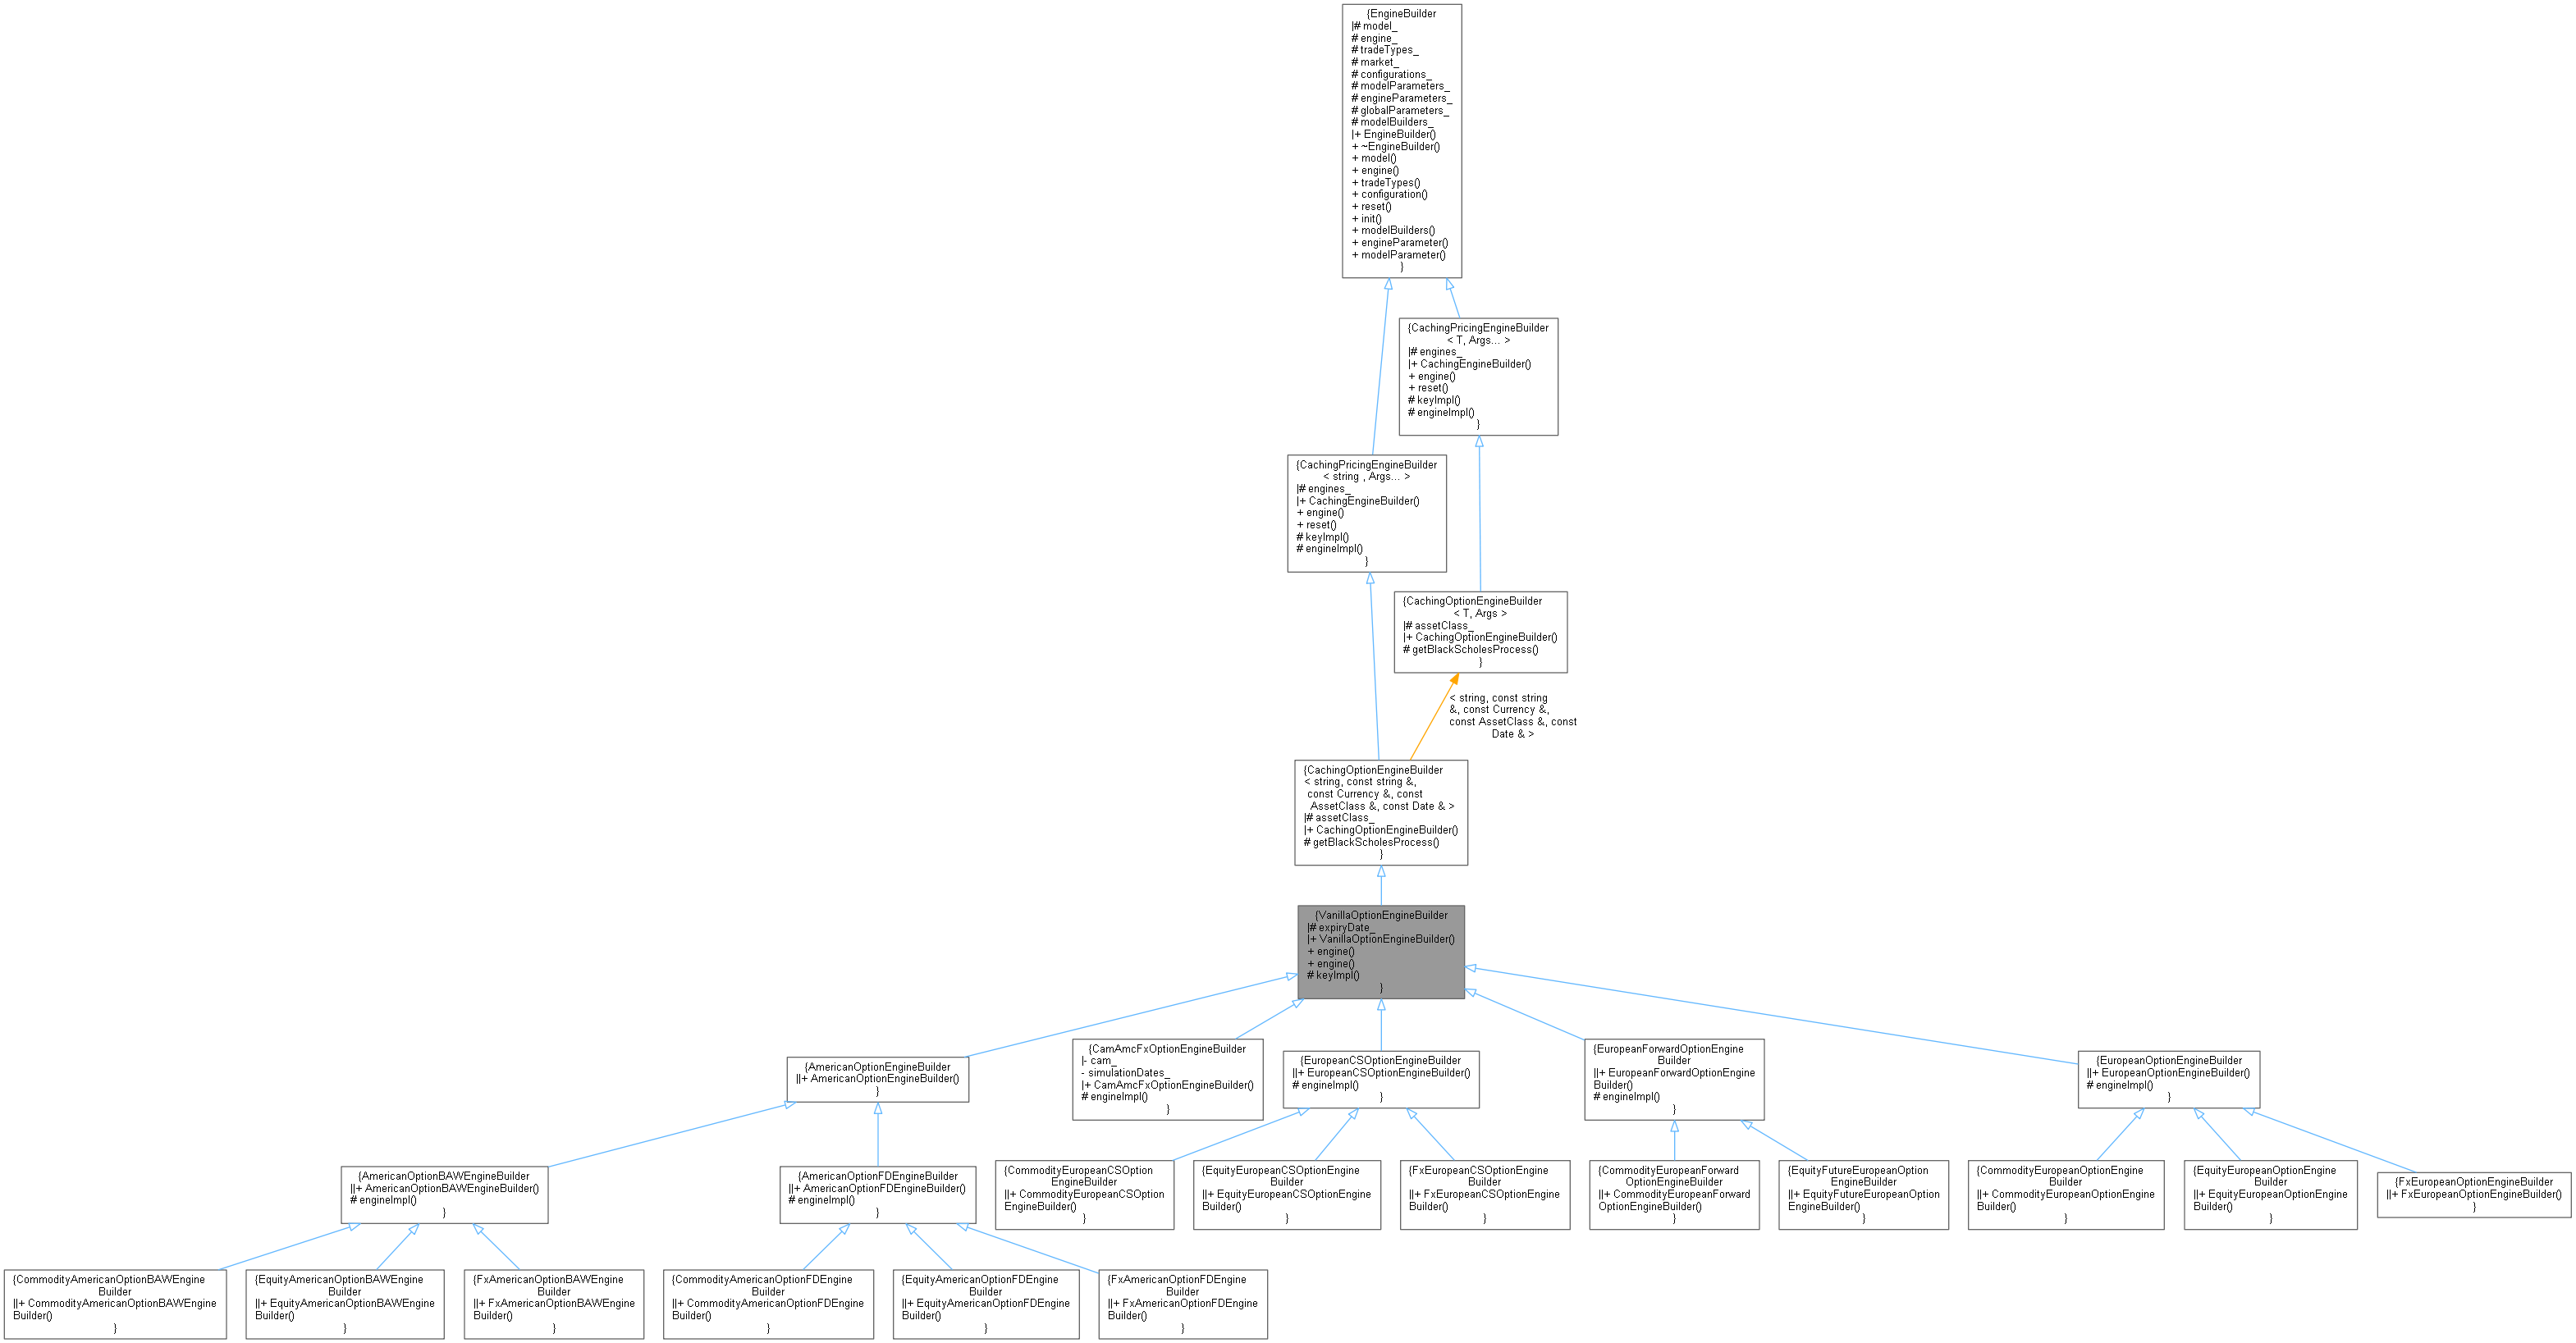 {EngineBuilder
|# model_
# engine_
# tradeTypes_
# market_
# configurations_
# modelParameters_
# engineParameters_
# globalParameters_
# modelBuilders_
|+ EngineBuilder()
+ ~EngineBuilder()
+ model()
+ engine()
+ tradeTypes()
+ configuration()
+ reset()
+ init()
+ modelBuilders()
+ engineParameter()
+ modelParameter()
}
{CachingPricingEngineBuilder
< T, Args... >
|# engines_
|+ CachingEngineBuilder()
+ engine()
+ reset()
# keyImpl()
# engineImpl()
}
{CachingPricingEngineBuilder
< string , Args... >
|# engines_
|+ CachingEngineBuilder()
+ engine()
+ reset()
# keyImpl()
# engineImpl()
}
{CachingOptionEngineBuilder
< T, Args >
|# assetClass_
|+ CachingOptionEngineBuilder()
# getBlackScholesProcess()
}
< string, const string
&, const Currency &,
const AssetClass &, const
Date & >
{CachingOptionEngineBuilder
< string, const string &,
const Currency &, const
AssetClass &, const Date & >
|# assetClass_
|+ CachingOptionEngineBuilder()
# getBlackScholesProcess()
}
{VanillaOptionEngineBuilder
|# expiryDate_
|+ VanillaOptionEngineBuilder()
+ engine()
+ engine()
# keyImpl()
}
{AmericanOptionEngineBuilder
||+ AmericanOptionEngineBuilder()
}
{CamAmcFxOptionEngineBuilder
|- cam_
- simulationDates_
|+ CamAmcFxOptionEngineBuilder()
# engineImpl()
}
{EuropeanCSOptionEngineBuilder
||+ EuropeanCSOptionEngineBuilder()
# engineImpl()
}
{EuropeanForwardOptionEngine
Builder
||+ EuropeanForwardOptionEngine
Builder()
# engineImpl()
}
{EuropeanOptionEngineBuilder
||+ EuropeanOptionEngineBuilder()
# engineImpl()
}
{AmericanOptionBAWEngineBuilder
||+ AmericanOptionBAWEngineBuilder()
# engineImpl()
}
{AmericanOptionFDEngineBuilder
||+ AmericanOptionFDEngineBuilder()
# engineImpl()
}
{CommodityEuropeanCSOption
EngineBuilder
||+ CommodityEuropeanCSOption
EngineBuilder()
}
{EquityEuropeanCSOptionEngine
Builder
||+ EquityEuropeanCSOptionEngine
Builder()
}
{FxEuropeanCSOptionEngine
Builder
||+ FxEuropeanCSOptionEngine
Builder()
}
{CommodityEuropeanForward
OptionEngineBuilder
||+ CommodityEuropeanForward
OptionEngineBuilder()
}
{EquityFutureEuropeanOption
EngineBuilder
||+ EquityFutureEuropeanOption
EngineBuilder()
}
{CommodityEuropeanOptionEngine
Builder
||+ CommodityEuropeanOptionEngine
Builder()
}
{EquityEuropeanOptionEngine
Builder
||+ EquityEuropeanOptionEngine
Builder()
}
{FxEuropeanOptionEngineBuilder
||+ FxEuropeanOptionEngineBuilder()
}
{CommodityAmericanOptionBAWEngine
Builder
||+ CommodityAmericanOptionBAWEngine
Builder()
}
{EquityAmericanOptionBAWEngine
Builder
||+ EquityAmericanOptionBAWEngine
Builder()
}
{FxAmericanOptionBAWEngine
Builder
||+ FxAmericanOptionBAWEngine
Builder()
}
{CommodityAmericanOptionFDEngine
Builder
||+ CommodityAmericanOptionFDEngine
Builder()
}
{EquityAmericanOptionFDEngine
Builder
||+ EquityAmericanOptionFDEngine
Builder()
}
{FxAmericanOptionFDEngine
Builder
||+ FxAmericanOptionFDEngine
Builder()
}